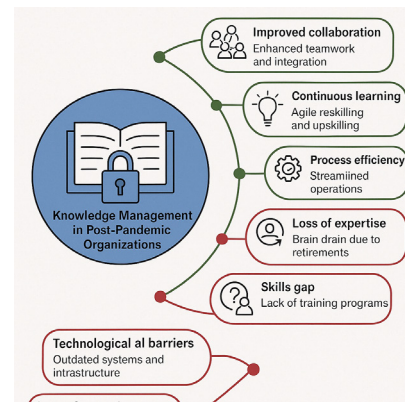 Improved collaboration
Enhanced teamwork
and integration
Continuous learning
Agile reskilling
and upskilling
Process efficiency
Streamiined
operations
Knowledge Management
in Post-Pandemic
Organizations
Loss of expertise
Brain drain due to
retirements
Skills gap
Lack of training programs
Technological al barriers
Outdated systems and
intrastructure